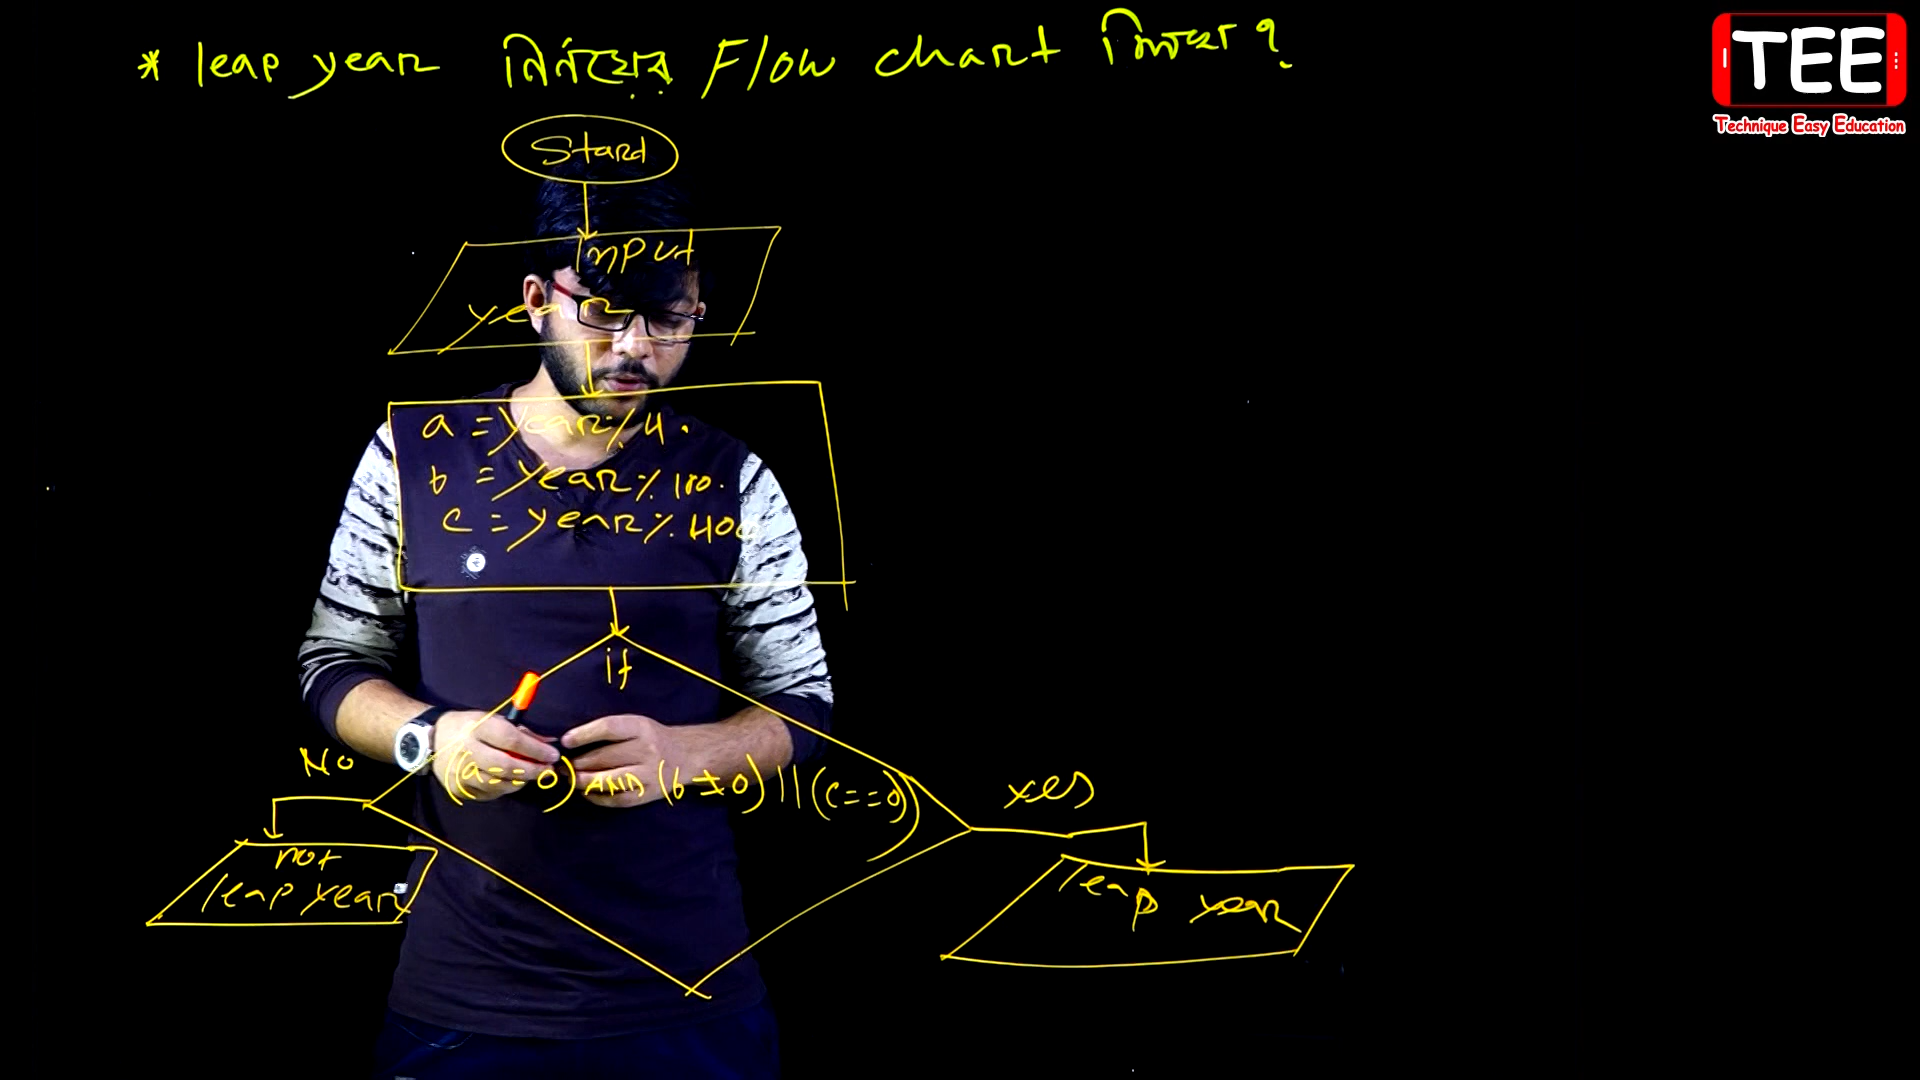 * leap year নির্ণয়ের Flow chart লিখো ?
TEE
Technique Easy Education
Start
Input
year
a = year % 4.
b = year % 100.
c = year % 400
if
No
((a==0) AND (b ≠ 0) || (c==0))
yes
not
leap year
leap year